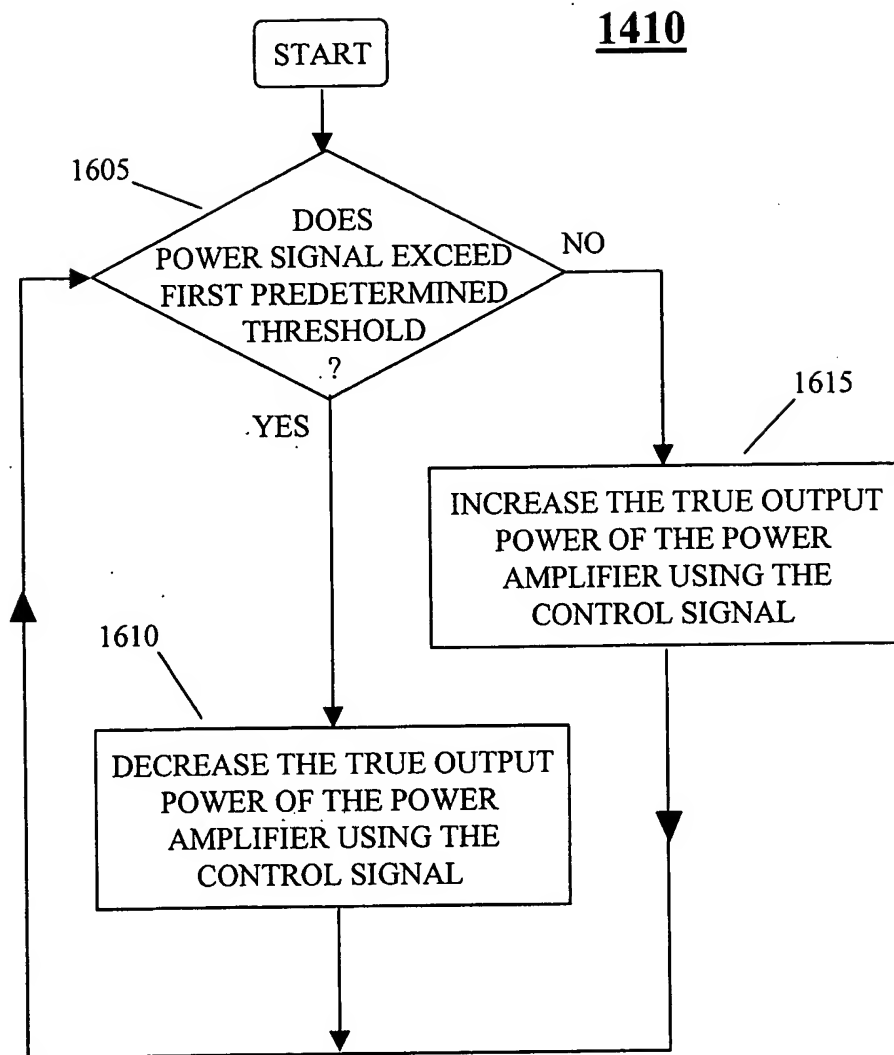 1410
START
1605
DOES
POWER SIGNAL EXCEED
FIRST PREDETERMINED
THRESHOLD
?
NO
YES
1615
INCREASE THE TRUE OUTPUT
POWER OF THE POWER
AMPLIFIER USING THE
CONTROL SIGNAL
1610
DECREASE THE TRUE OUTPUT
POWER OF THE POWER
AMPLIFIER USING THE
CONTROL SIGNAL